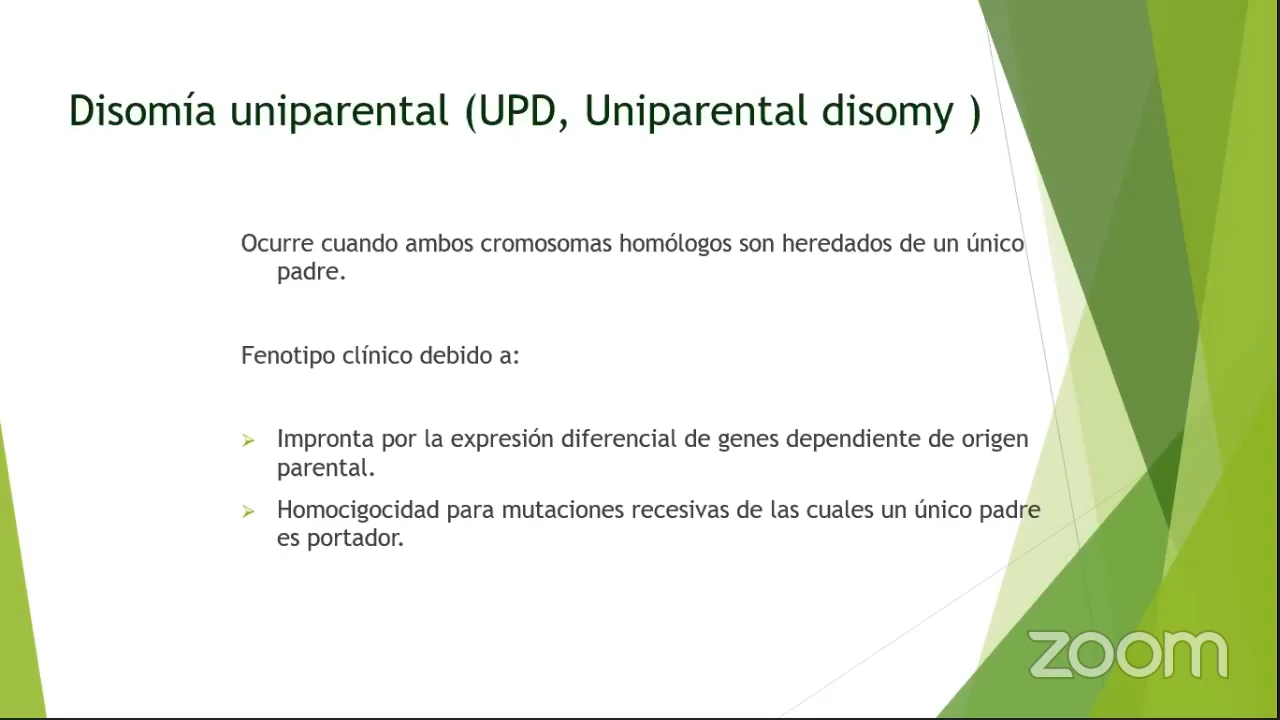 Disomía uniparental (UPD, Uniparental disomy )
Ocurre cuando ambos cromosomas homólogos son heredados de un único
padre.
Fenotipo clínico debido a:
Impronta por la expresión diferencial de genes dependiente de origen
parental.
Homocigocidad para mutaciones recesivas de las cuales un único padre
es portador.
zoom